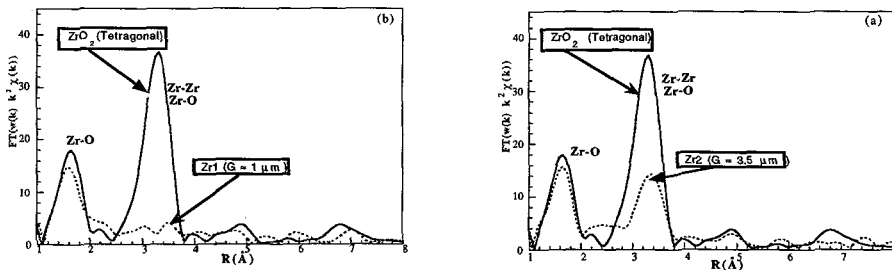 (b)
ZrO2 (Tetragonal)
Zr-Zr
Zr-O
Zr-O
Zr1 (G = 1 µm)
FT(w(k) k² χ(k))
40
30
20
10
0
1
2
3
4
5
6
7
8
R(Å)
(a)
ZrO2 (Tetragonal)
Zr-Zr
Zr-O
Zr-O
Zr2 (G = 3.5 µm)
FT(w(k) k² χ(k))
40
30
20
10
0
1
2
3
4
5
6
7
R(Å)